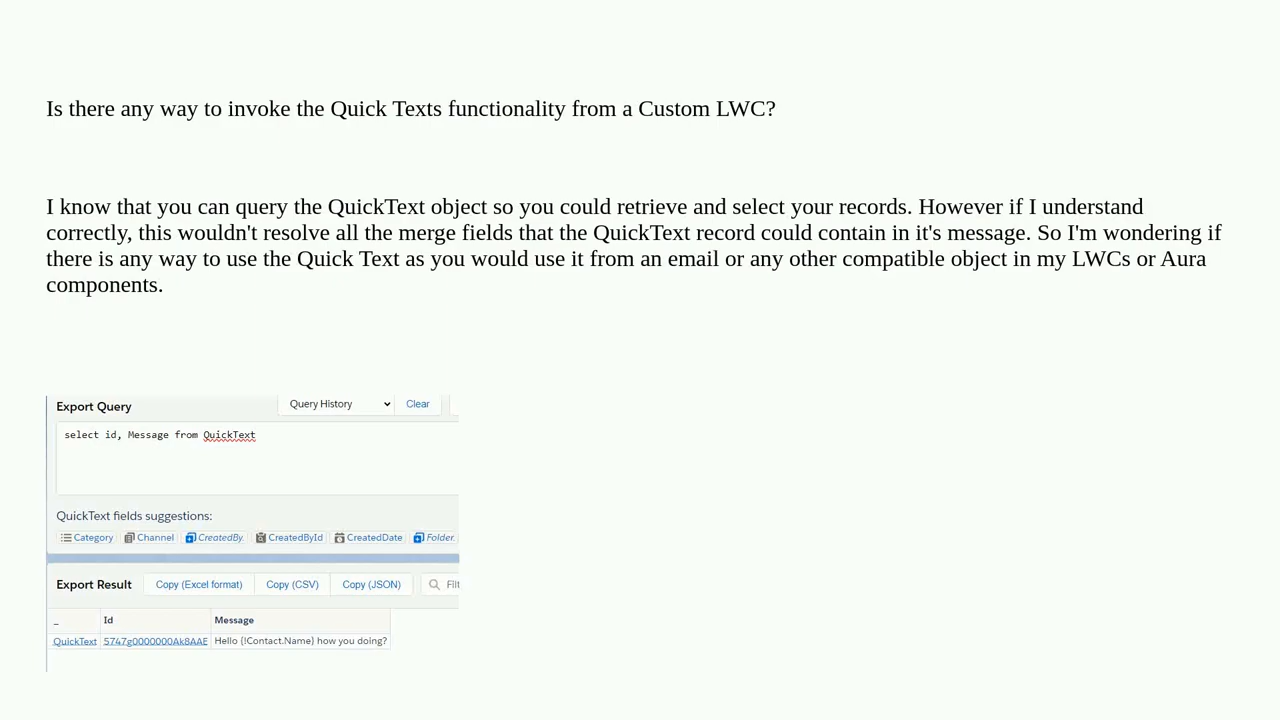 Is there any way to invoke the Quick Texts functionality from a Custom LWC?
I know that you can query the QuickText object so you could retrieve and select your records. However if I understand
correctly, this wouldn't resolve all the merge fields that the QuickText record could contain in it's message. So I'm wondering if
there is any way to use the Quick Text as you would use it from an email or any other compatible object in my LWCs or Aura
components.
Export Query Query History Clear
select id, Message from QuickText
QuickText fields suggestions:
Category Channel CreatedBy. CreatedById CreatedDate Folder.
Export Result Copy (Excel format) Copy (CSV) Copy (JSON) Filt
_ Id Message
QuickText 5747g0000000Ak8AAE Hello {!Contact.Name} how you doing?